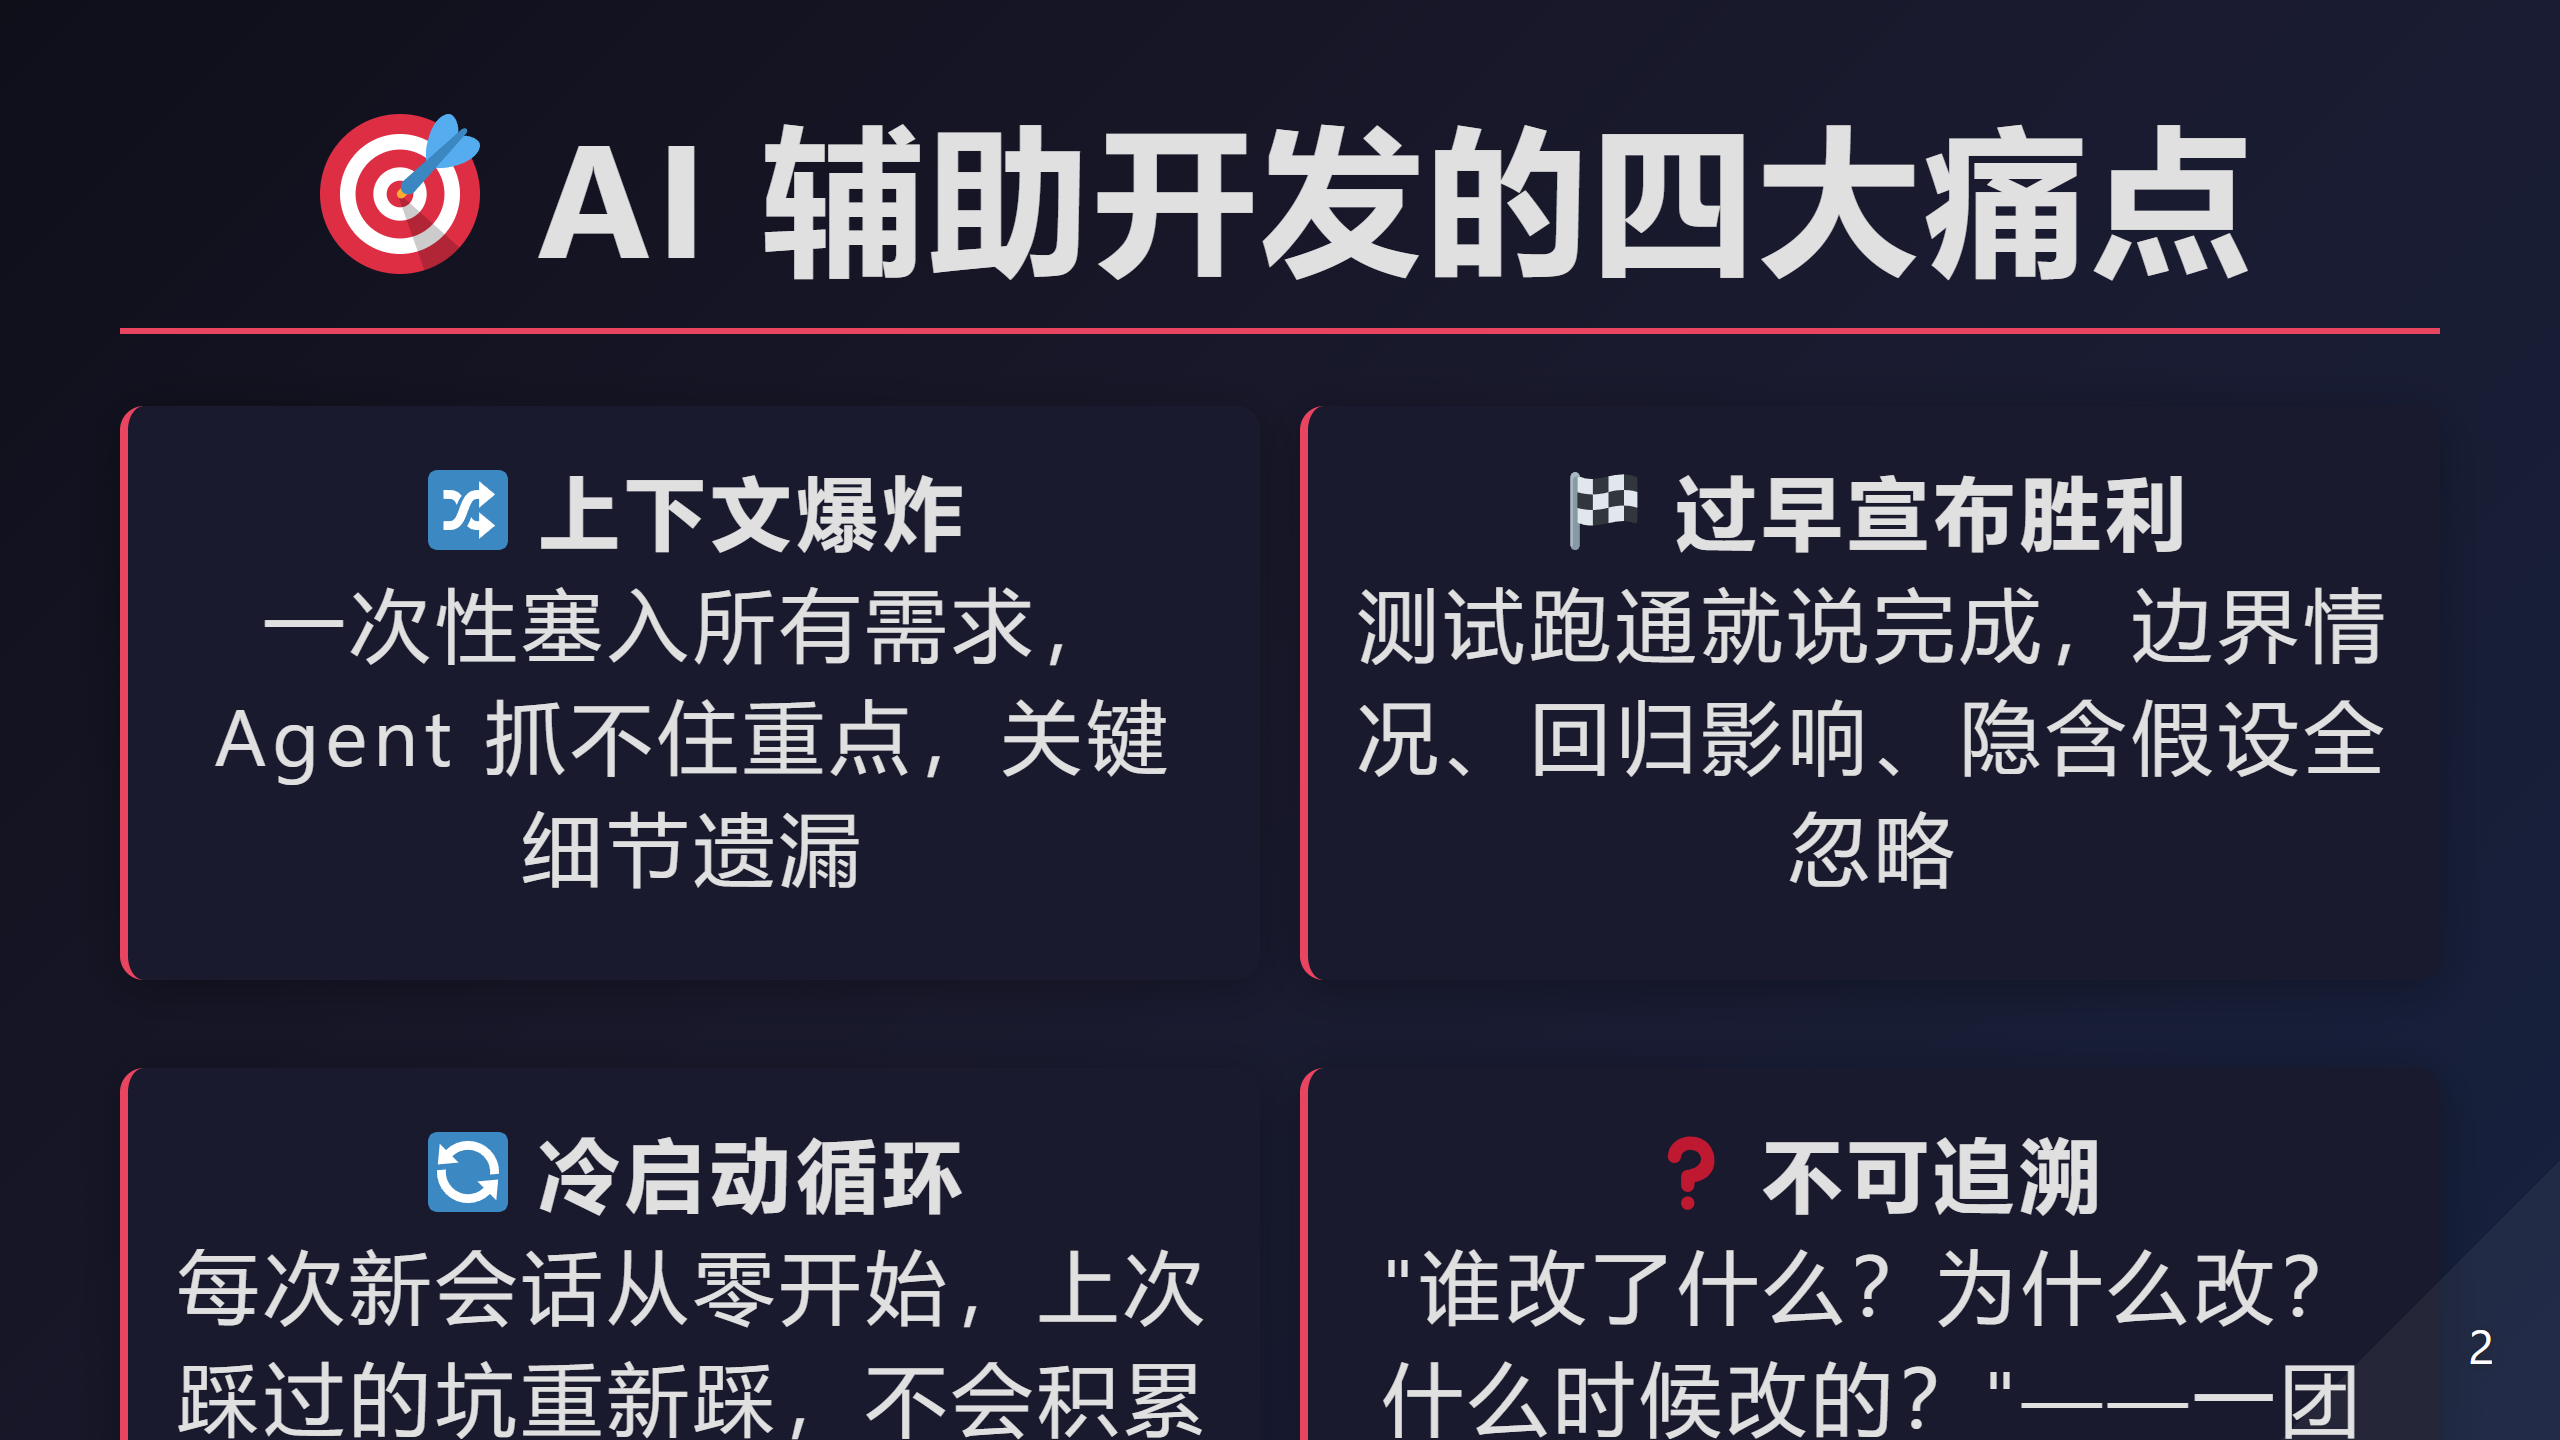 AI 辅助开发的四大痛点
上下文爆炸
一次性塞入所有需求，
Agent 抓不住重点，关键
细节遗漏
过早宣布胜利
测试跑通就说完成，边界情
况、回归影响、隐含假设全
忽略
冷启动循环
每次新会话从零开始，上次
踩过的坑重新踩，不会积累
不可追溯
"谁改了什么？为什么改？
什么时候改的？"——一团
2